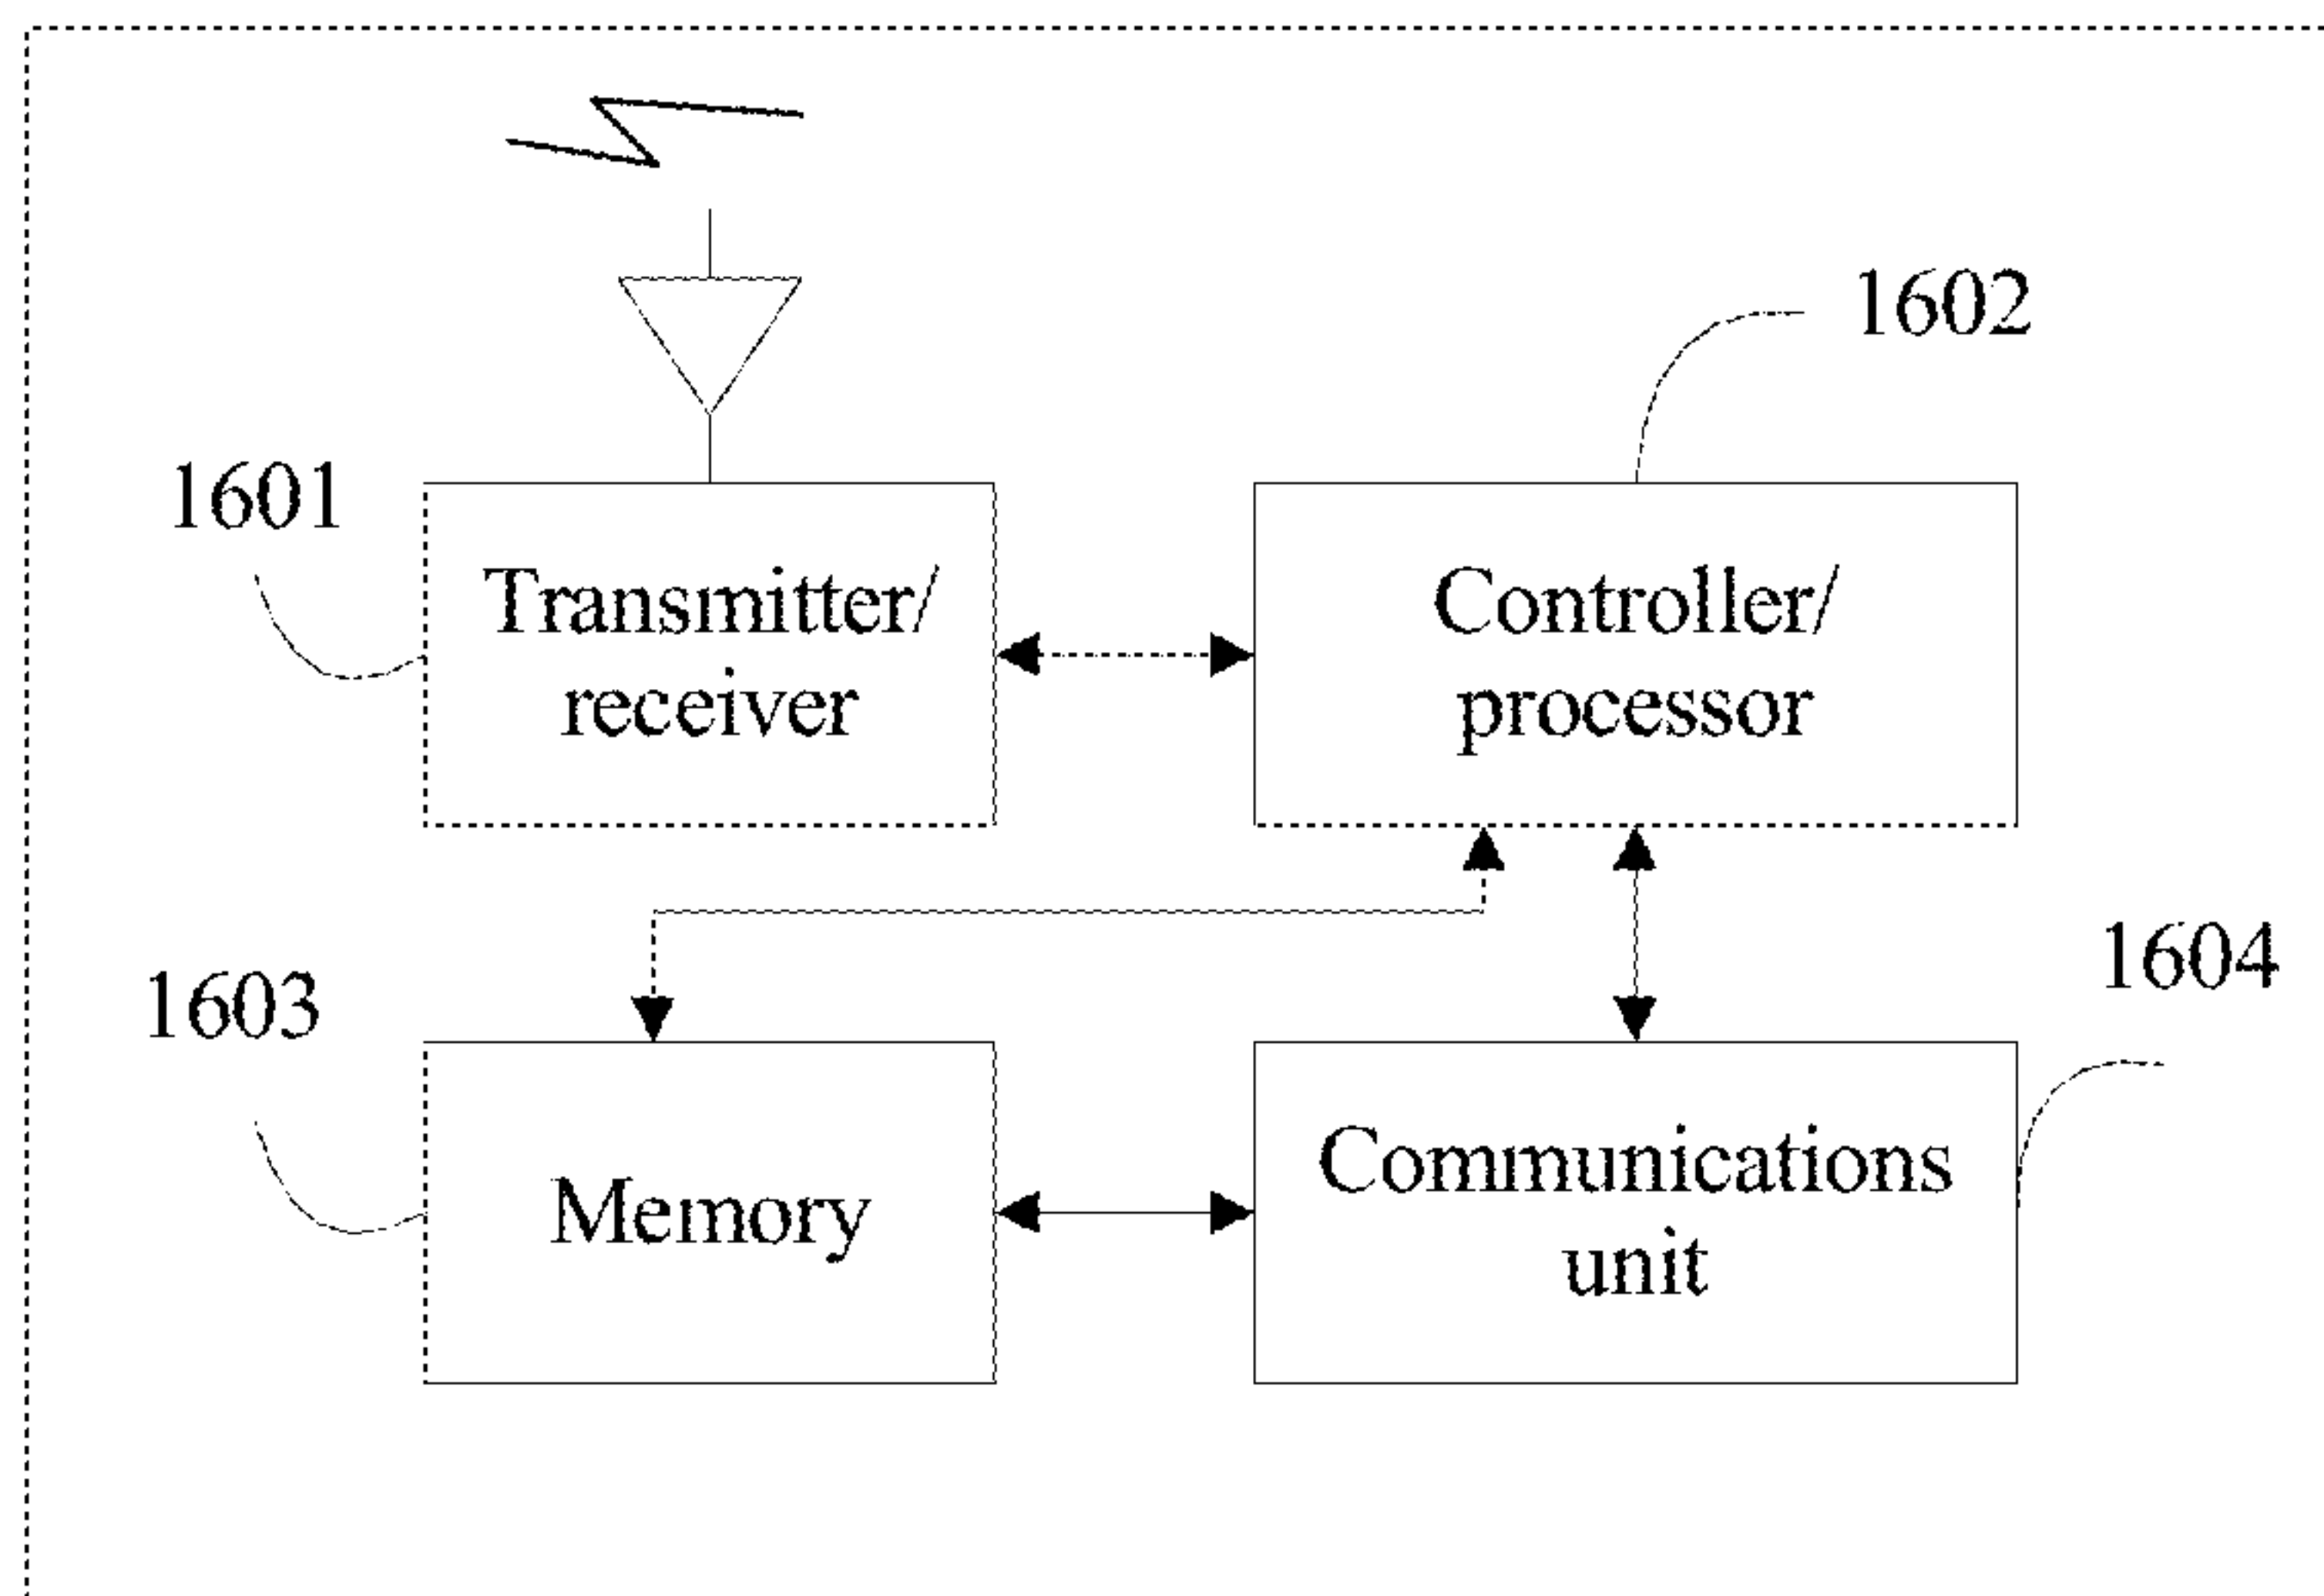 1602
1601
Transmitter/
receiver
Controller/
processor
1603
1604
Memory
Communications
unit